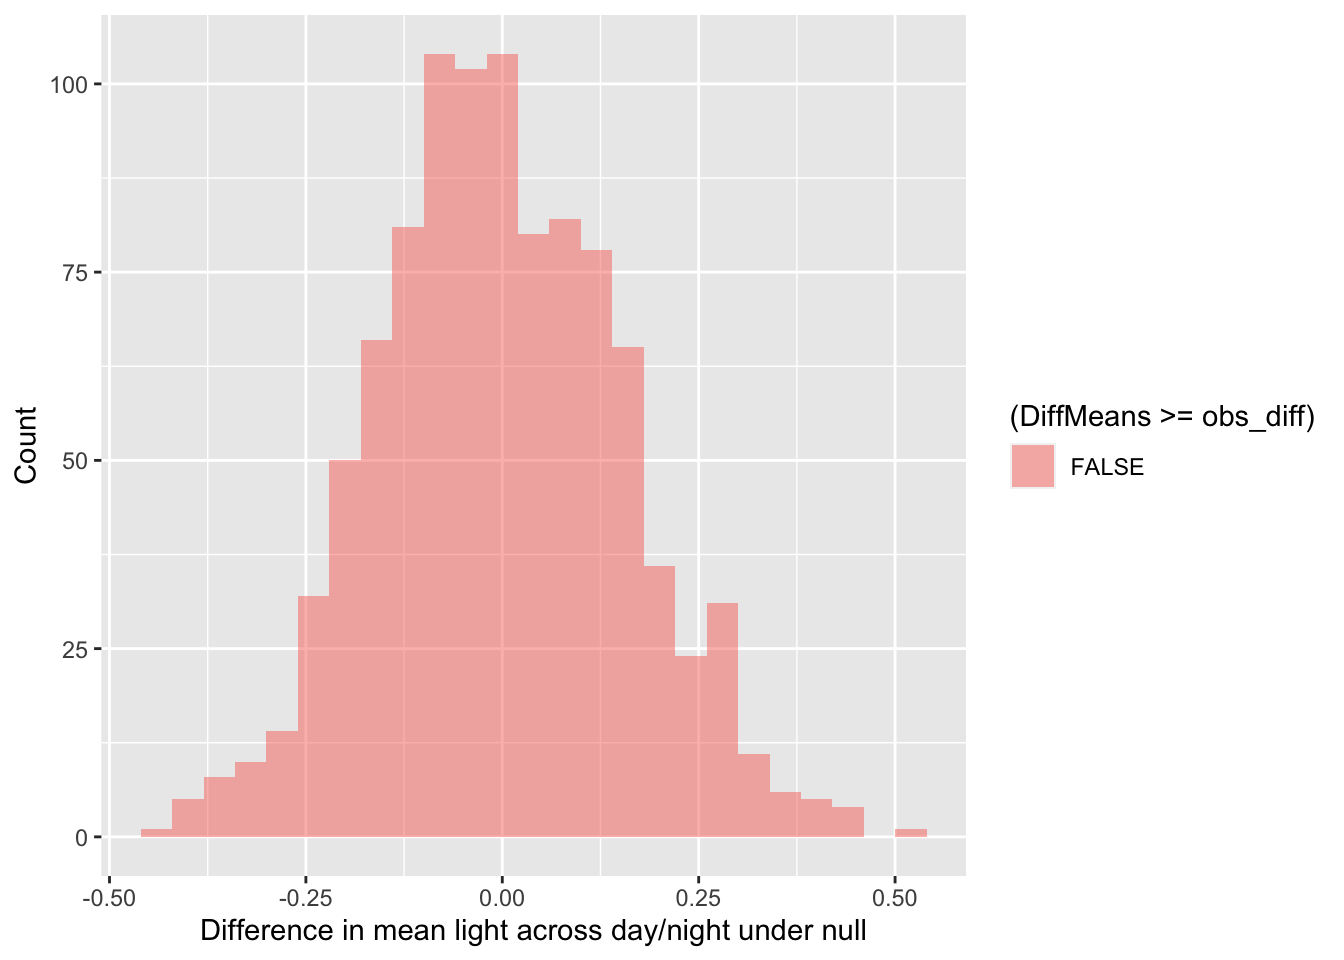 100
75
50
25
0
Count
-0.50
-0.25
0.00
0.25
0.50
Difference in mean light across day/night under null
(DiffMeans >= obs_diff)
FALSE